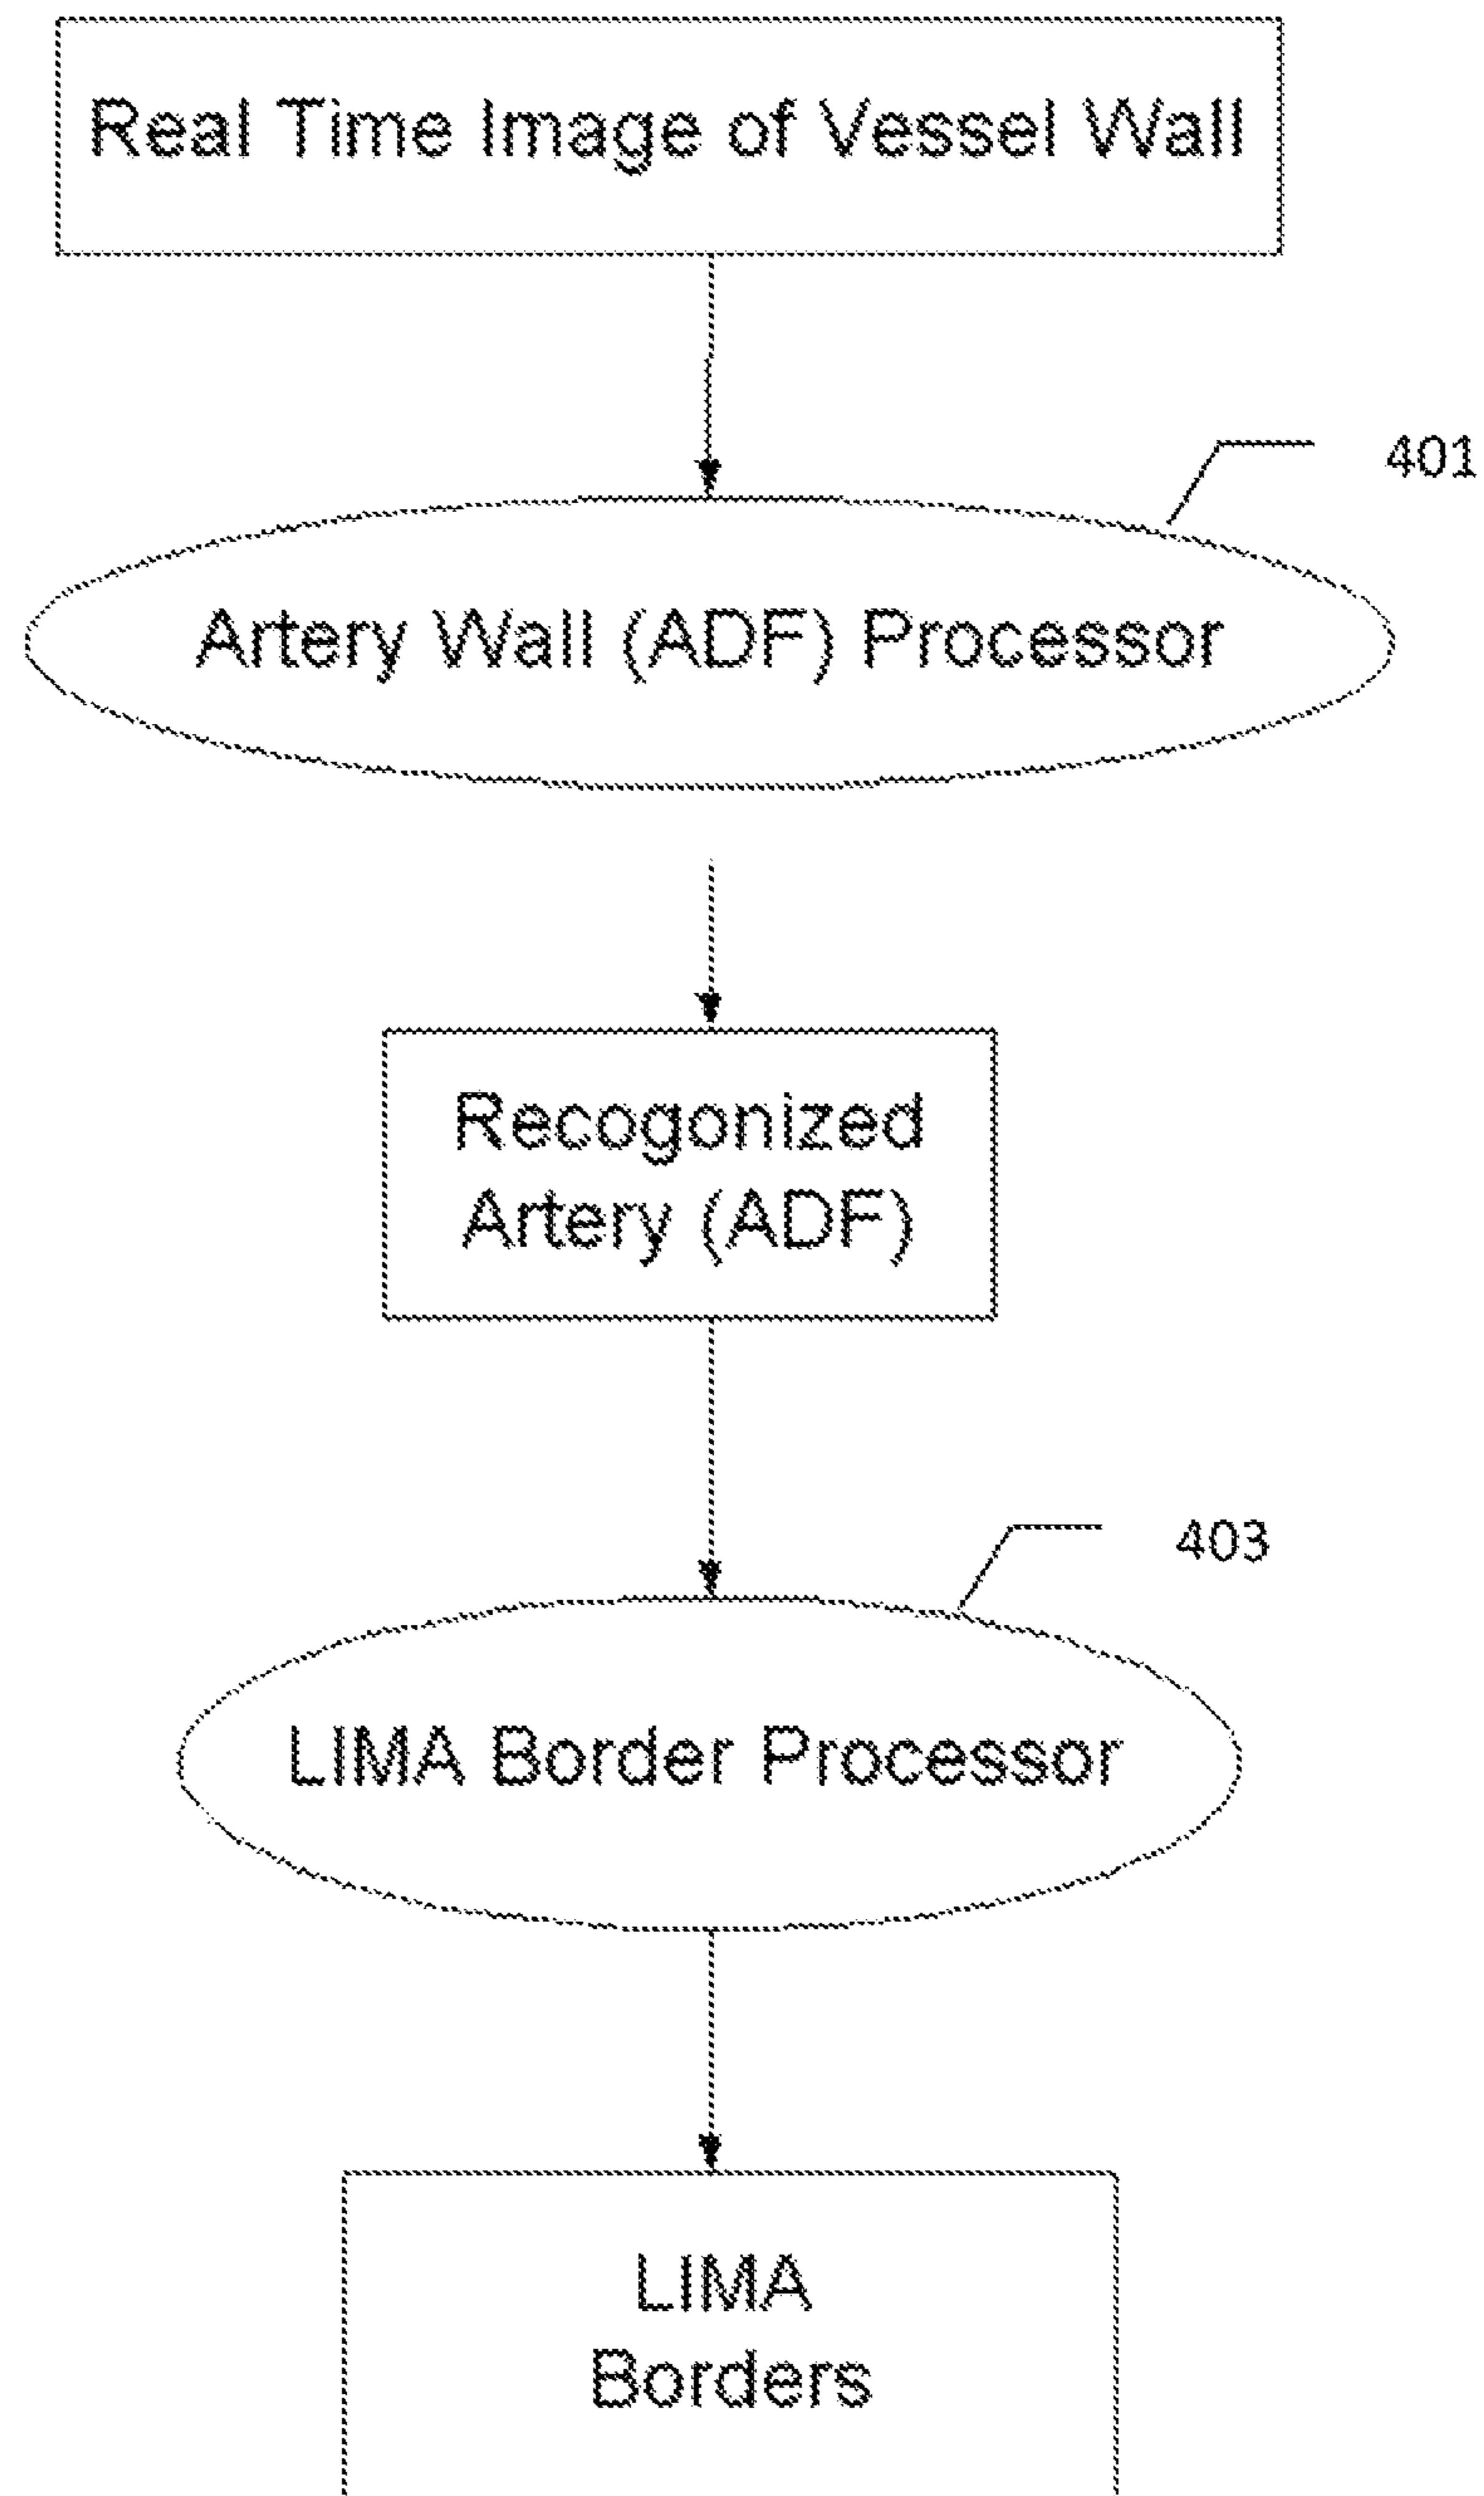 Real Time Image of Vessel Wall
401
Artery Wall (ADF) Processor
Recogonized
Artery (ADF)
403
LIMA Border Processor
LIMA
Borders